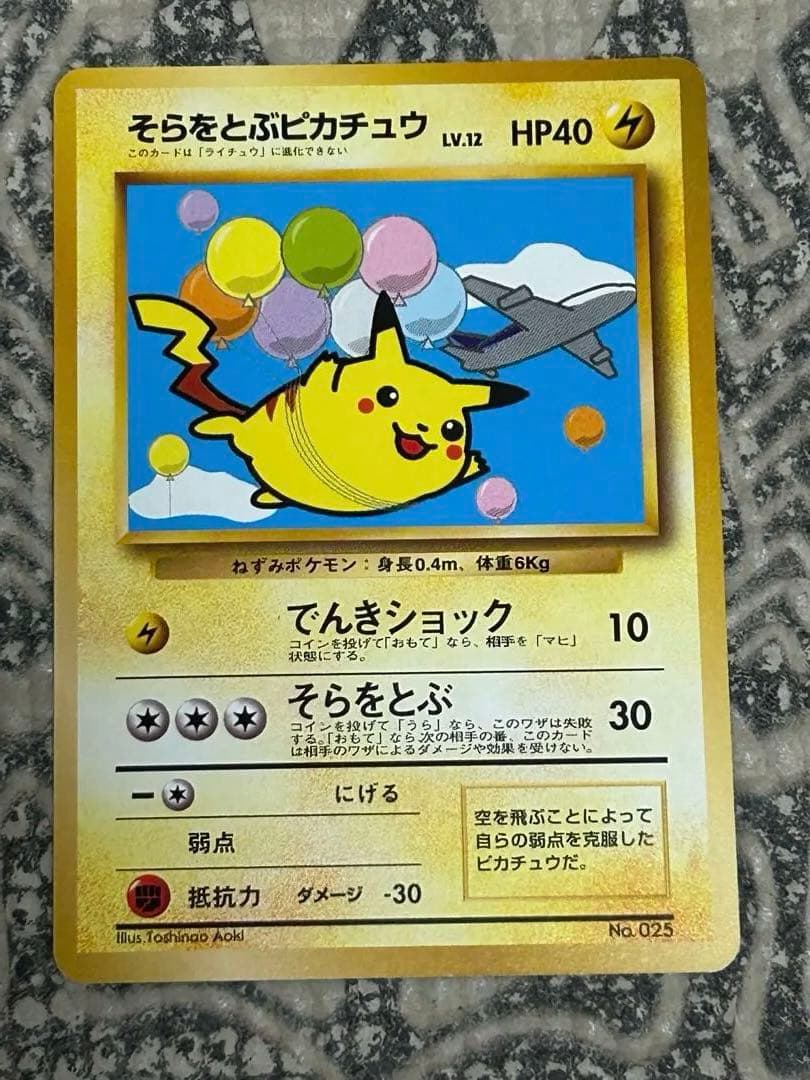 そらをとぶピカチュウ LV.12 HP40
このカードは「ライチュウ」に進化できない
ねずみポケモン：身長0.4m、体重6Kg
でんきショック 10
コインを投げて「おもて」なら、相手を「マヒ」
状態にする。
そらをとぶ 30
コインを投げて「うら」なら、このワザは失敗
する。「おもて」なら次の相手の番、このカード
は相手のワザによるダメージや効果を受けない。
にげる
弱点
抵抗力 ダメージ -30
空を飛ぶことによって
自らの弱点を克服した
ピカチュウだ。
Illus.Toshinao Aoki
No. 025